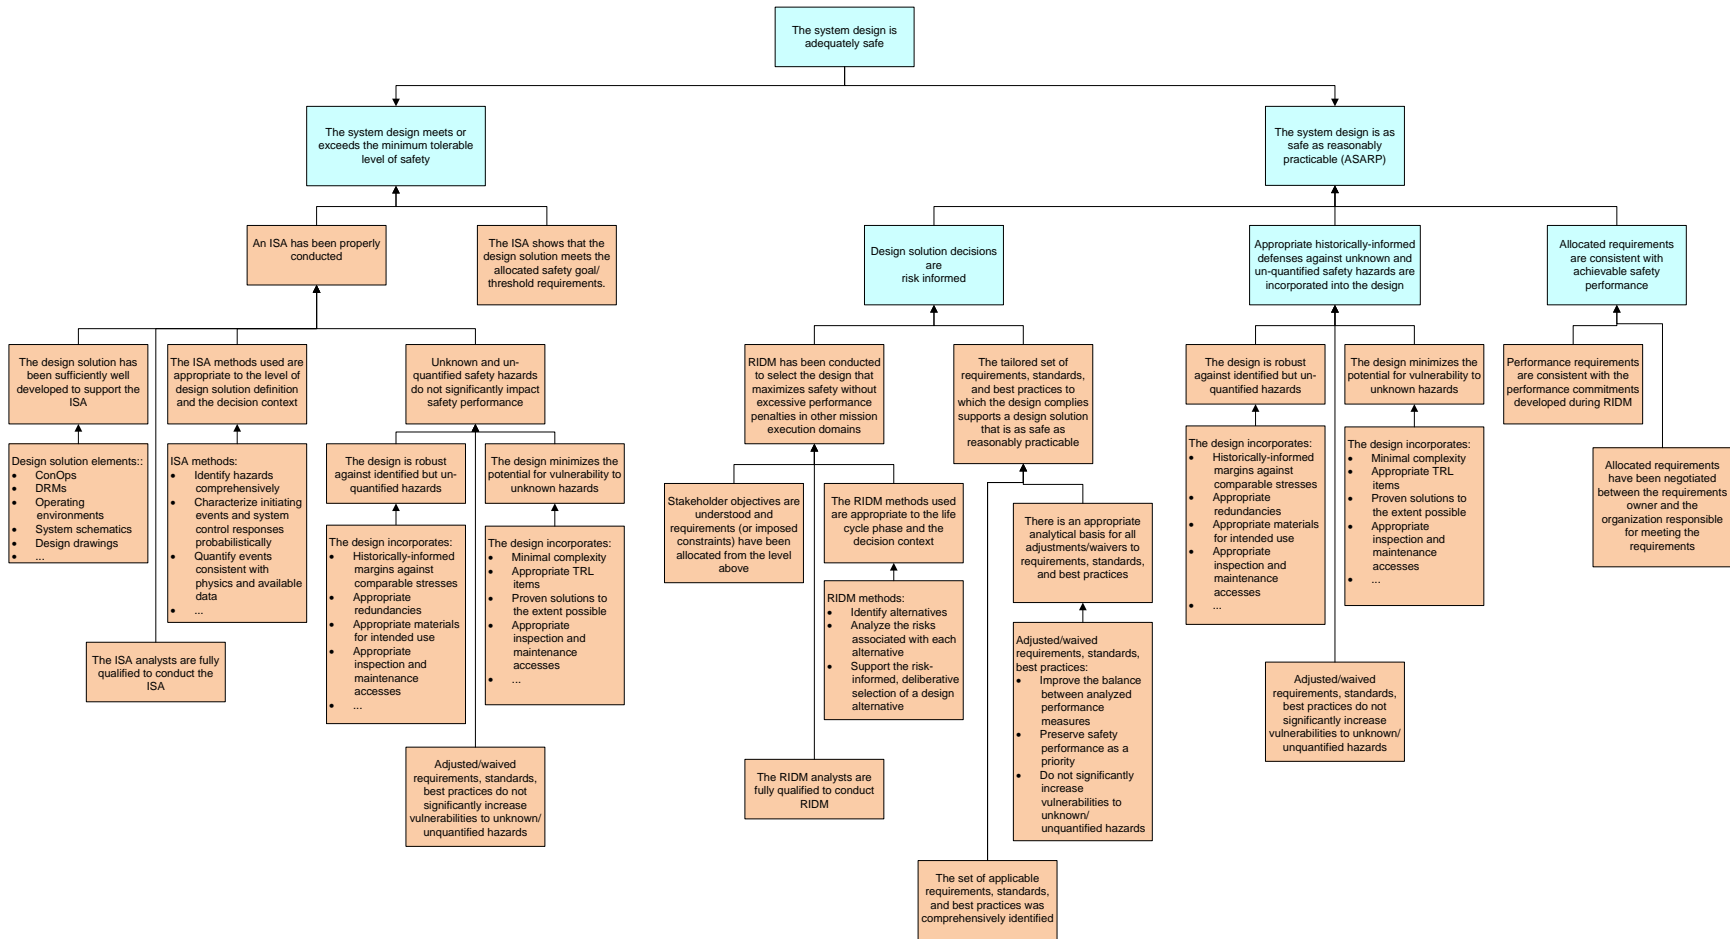 The system design is
adequately safe
The system design meets or
exceeds the minimum tolerable
level of safety
The system design is as
safe as reasonably
practicable (ASARP)
An ISA has been properly
conducted
The ISA shows that the
design solution meets the
allocated safety goal/
threshold requirements.
Design solution decisions
are
risk informed
Appropriate historically-informed
defenses against unknown and
un-quantified safety hazards are
incorporated into the design
Allocated requirements
are consistent with
achievable safety
performance
The design solution has
been sufficiently well
developed to support the
ISA
The ISA methods used are
appropriate to the level of
design solution definition
and the decision context
Unknown and un-
quantified safety hazards
do not significantly impact
safety performance
RIDM has been conducted
to select the design that
maximizes safety without
excessive performance
penalties in other mission
execution domains
The tailored set of
requirements, standards,
and best practices to
which the design complies
supports a design solution
that is as safe as
reasonably practicable
The design is robust
against identified but un-
quantified hazards
The design minimizes the
potential for vulnerability to
unknown hazards
Performance requirements
are consistent with the
performance commitments
developed during RIDM
Design solution elements::
• ConOps
• DRMs
• Operating
environments
• System schematics
• Design drawings
• ...
ISA methods:
• Identify hazards
comprehensively
• Characterize initiating
events and system
control responses
probabilistically
• Quantify events
consistent with
physics and available
data
• ...
The design is robust
against identified but un-
quantified hazards
The design minimizes the
potential for vulnerability to
unknown hazards
Stakeholder objectives are
understood and
requirements (or imposed
constraints) have been
allocated from the level
above
The RIDM methods used
are appropriate to the life
cycle phase and the
decision context
There is an appropriate
analytical basis for all
adjustments/waivers to
requirements, standards,
and best practices
The design incorporates:
• Historically-informed
margins against
comparable stresses
• Appropriate
redundancies
• Appropriate materials
for intended use
• Appropriate
inspection and
maintenance
accesses
• ...
The design incorporates:
• Minimal complexity
• Appropriate TRL
items
• Proven solutions to
the extent possible
• Appropriate
inspection and
maintenance
accesses
• ...
Allocated requirements
have been negotiated
between the requirements
owner and the
organization responsible
for meeting the
requirements
The design incorporates:
• Historically-informed
margins against
comparable stresses
• Appropriate
redundancies
• Appropriate materials
for intended use
• Appropriate
inspection and
maintenance
accesses
• ...
The design incorporates:
• Minimal complexity
• Appropriate TRL
items
• Proven solutions to
the extent possible
• Appropriate
inspection and
maintenance
accesses
• ...
RIDM methods:
• Identify alternatives
• Analyze the risks
associated with each
alternative
• Support the risk-
informed, deliberative
selection of a design
alternative
Adjusted/waived
requirements, standards,
best practices:
• Improve the balance
between analyzed
performance
measures
• Preserve safety
performance as a
priority
• Do not significantly
increase
vulnerabilities to
unknown/
unquantified hazards
The ISA analysts are fully
qualified to conduct the
ISA
Adjusted/waived
requirements, standards,
best practices do not
significantly increase
vulnerabilities to unknown/
unquantified hazards
Adjusted/waived
requirements, standards,
best practices do not
significantly increase
vulnerabilities to unknown/
unquantified hazards
The RIDM analysts are
fully qualified to conduct
RIDM
The set of applicable
requirements, standards,
and best practices was
comprehensively identified